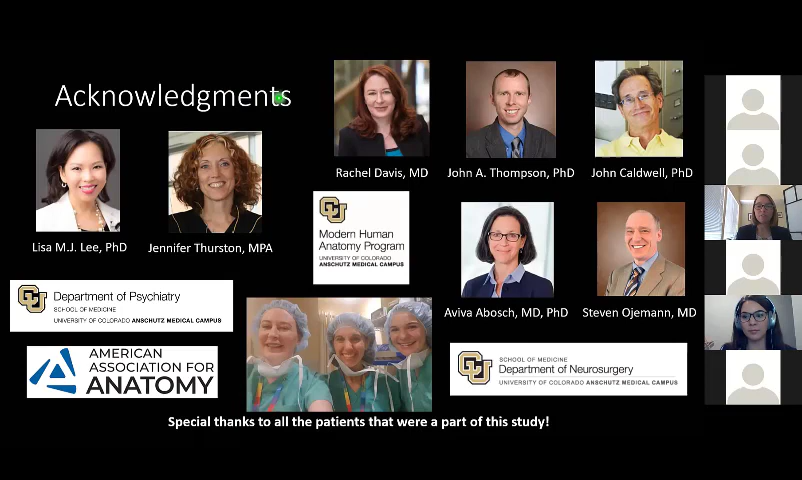 Acknowledgments
Rachel Davis, MD
John A. Thompson, PhD
John Caldwell, PhD
Lisa M.J. Lee, PhD
Jennifer Thurston, MPA
CU
Modern Human
Anatomy Program
UNIVERSITY OF COLORADO
ANSCHUTZ MEDICAL CAMPUS
Aviva Abosch, MD, PhD
Steven Ojemann, MD
CU
Department of Psychiatry
SCHOOL OF MEDICINE
UNIVERSITY OF COLORADO ANSCHUTZ MEDICAL CAMPUS
AMERICAN
ASSOCIATION FOR
ANATOMY
CU
SCHOOL OF MEDICINE
Department of Neurosurgery
UNIVERSITY OF COLORADO ANSCHUTZ MEDICAL CAMPUS
Special thanks to all the patients that were a part of this study!